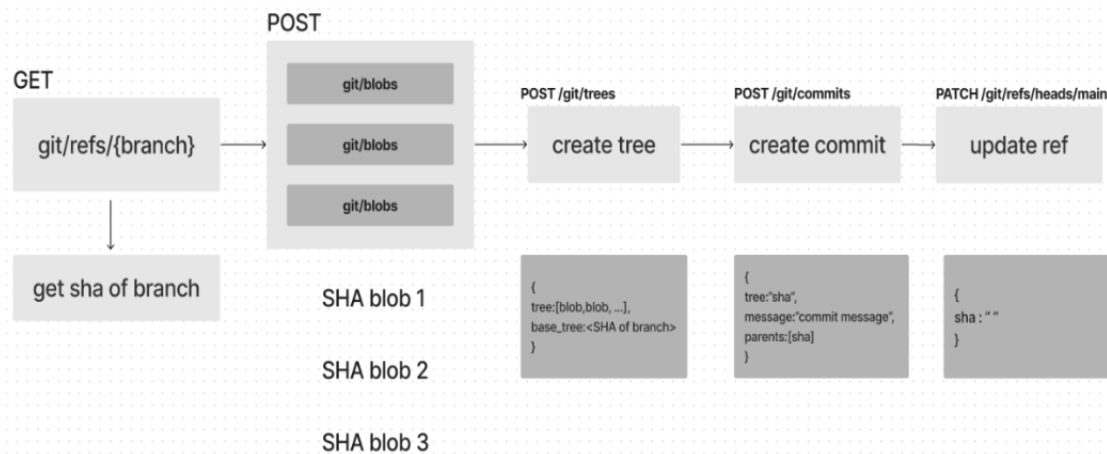 GET
git/refs/{branch}
get sha of branch
POST
git/blobs
git/blobs
git/blobs
SHA blob 1
SHA blob 2
SHA blob 3
POST /git/trees
create tree
{
tree:[blob,blob, ...],
base_tree:<SHA of branch>
}
POST /git/commits
create commit
{
tree:"sha",
message:"commit message",
parents:[sha]
}
PATCH /git/refs/heads/main
update ref
{
sha : " "
}